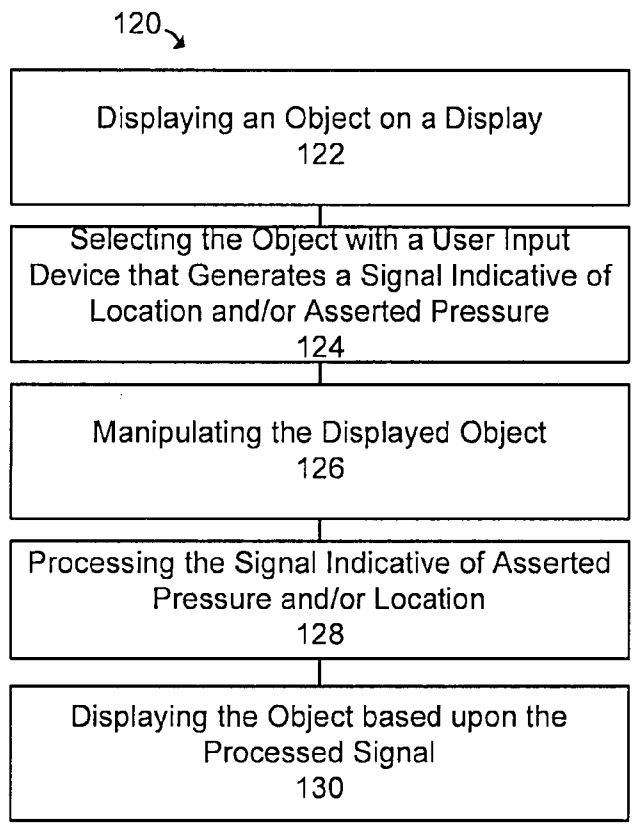 120
Displaying an Object on a Display
122
Selecting the Object with a User Input
Device that Generates a Signal Indicative of
Location and/or Asserted Pressure
124
Manipulating the Displayed Object
126
Processing the Signal Indicative of Asserted
Pressure and/or Location
128
Displaying the Object based upon the
Processed Signal
130